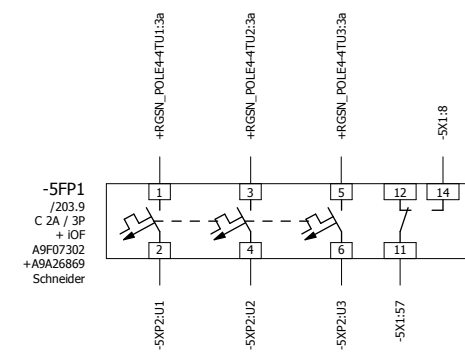 +RGSN_POLE4-4TU1:3a
+RGSN_POLE4-4TU2:3a
+RGSN_POLE4-4TU3:3a
-5X1:8
-5FP1
/203.9
C 2A / 3P
+ iOF
A9F07302
+A9A26869
Schneider
1
3
5
12
14
2
4
6
11
-5XP2:U1
-5XP2:U2
-5XP2:U3
-5X1:57